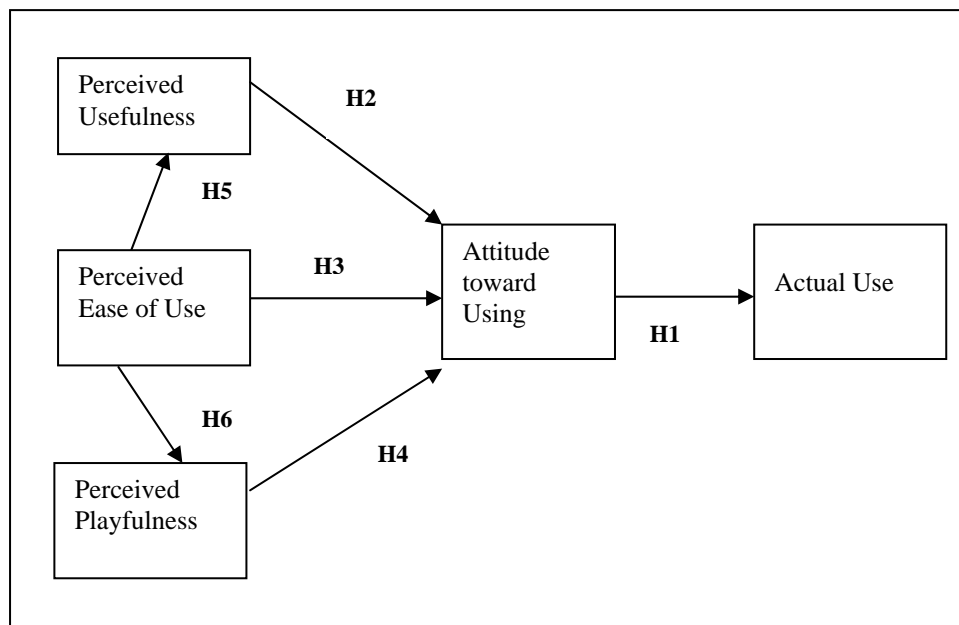 Perceived
Usefulness
H2
H5
Perceived
Ease of Use
H3
Attitude
toward
Using
H1
Actual Use
H6
H4
Perceived
Playfulness